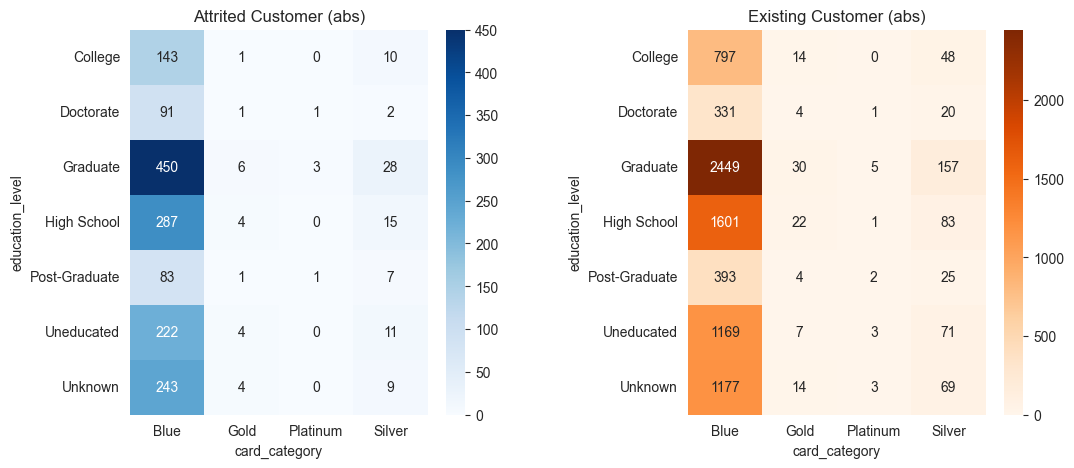 Attrited Customer (abs)
College 143 1 0 10
Doctorate 91 1 1 2
Graduate 450 6 3 28
High School 287 4 0 15
Post-Graduate 83 1 1 7
Uneducated 222 4 0 11
Unknown 243 4 0 9
Blue Gold Platinum Silver
card_category
education_level
450
400
350
300
250
200
150
100
50
0
Existing Customer (abs)
College 797 14 0 48
Doctorate 331 4 1 20
Graduate 2449 30 5 157
High School 1601 22 1 83
Post-Graduate 393 4 2 25
Uneducated 1169 7 3 71
Unknown 1177 14 3 69
Blue Gold Platinum Silver
card_category
education_level
2000
1500
1000
500
0